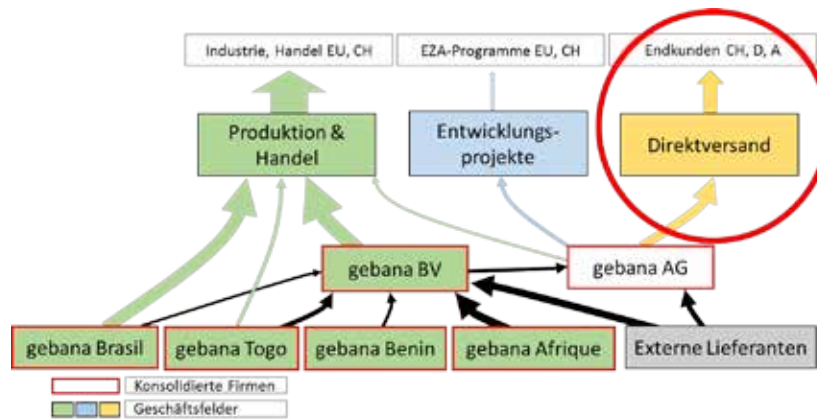 Industrie, Handel EU, CH
EZA-Programme EU, CH
Endkunden CH, D, A
Produktion &
Handel
Entwicklungs-
projekte
Direktversand
gebana BV
gebana AG
gebana Brasil
gebana Togo
gebana Benin
gebana Afrique
Externe Lieferanten
Konsolidierte Firmen
Geschäftsfelder